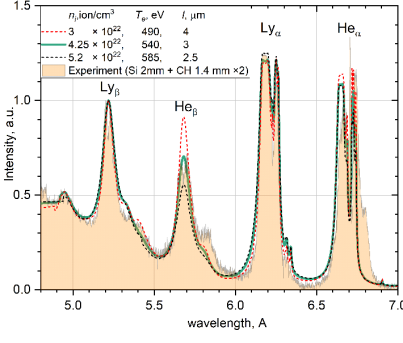 nᵢ,ion/cm³ Tₑ, eV l, μm
3 × 10²², 490, 4
4.25 × 10²², 540, 3
5.2 × 10²², 585, 2.5
Experiment (Si 2mm + CH 1.4 mm ×2)
Lyα
Heα
Lyβ
Heβ
Intensity, a.u.
1.5
1.0
0.5
0.0
5.0 5.5 6.0 6.5 7.0
wavelength, A